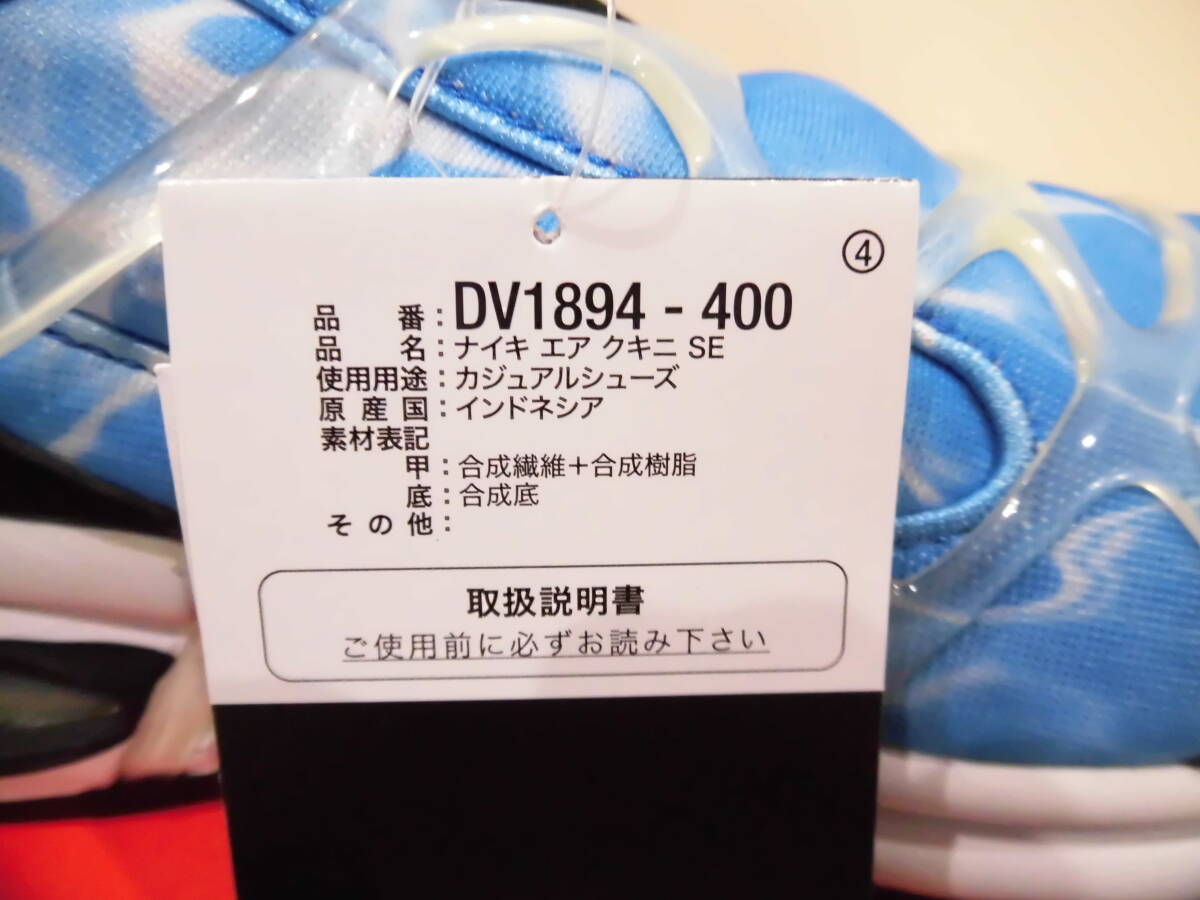 ④
品番：DV1894 - 400
品名：ナイキ エア クキニ SE
使用用途：カジュアルシューズ
原産国：インドネシア
素材表記
甲：合成繊維＋合成樹脂
底：合成底
その他：
取扱説明書
ご使用前に必ずお読み下さい